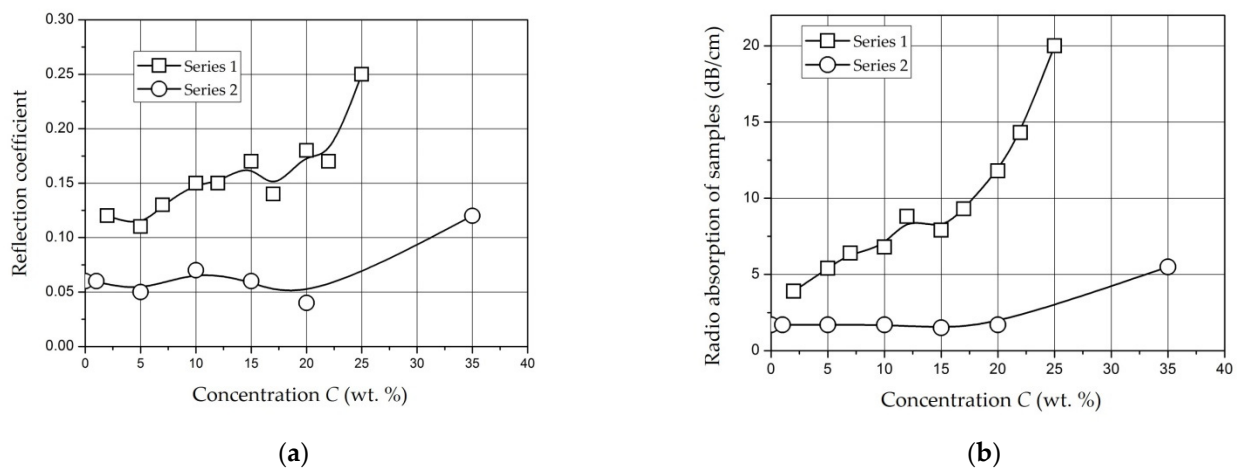 0.30
0.25
0.20
0.15
0.10
0.05
0.00
Reflection coefficient
Series 1
Series 2
0 5 10 15 20 25 30 35 40
Concentration C (wt. %)
(a)
20
15
10
5
0
Radio absorption of samples (dB/cm)
Series 1
Series 2
0 5 10 15 20 25 30 35 40
Concentration C (wt. %)
(b)